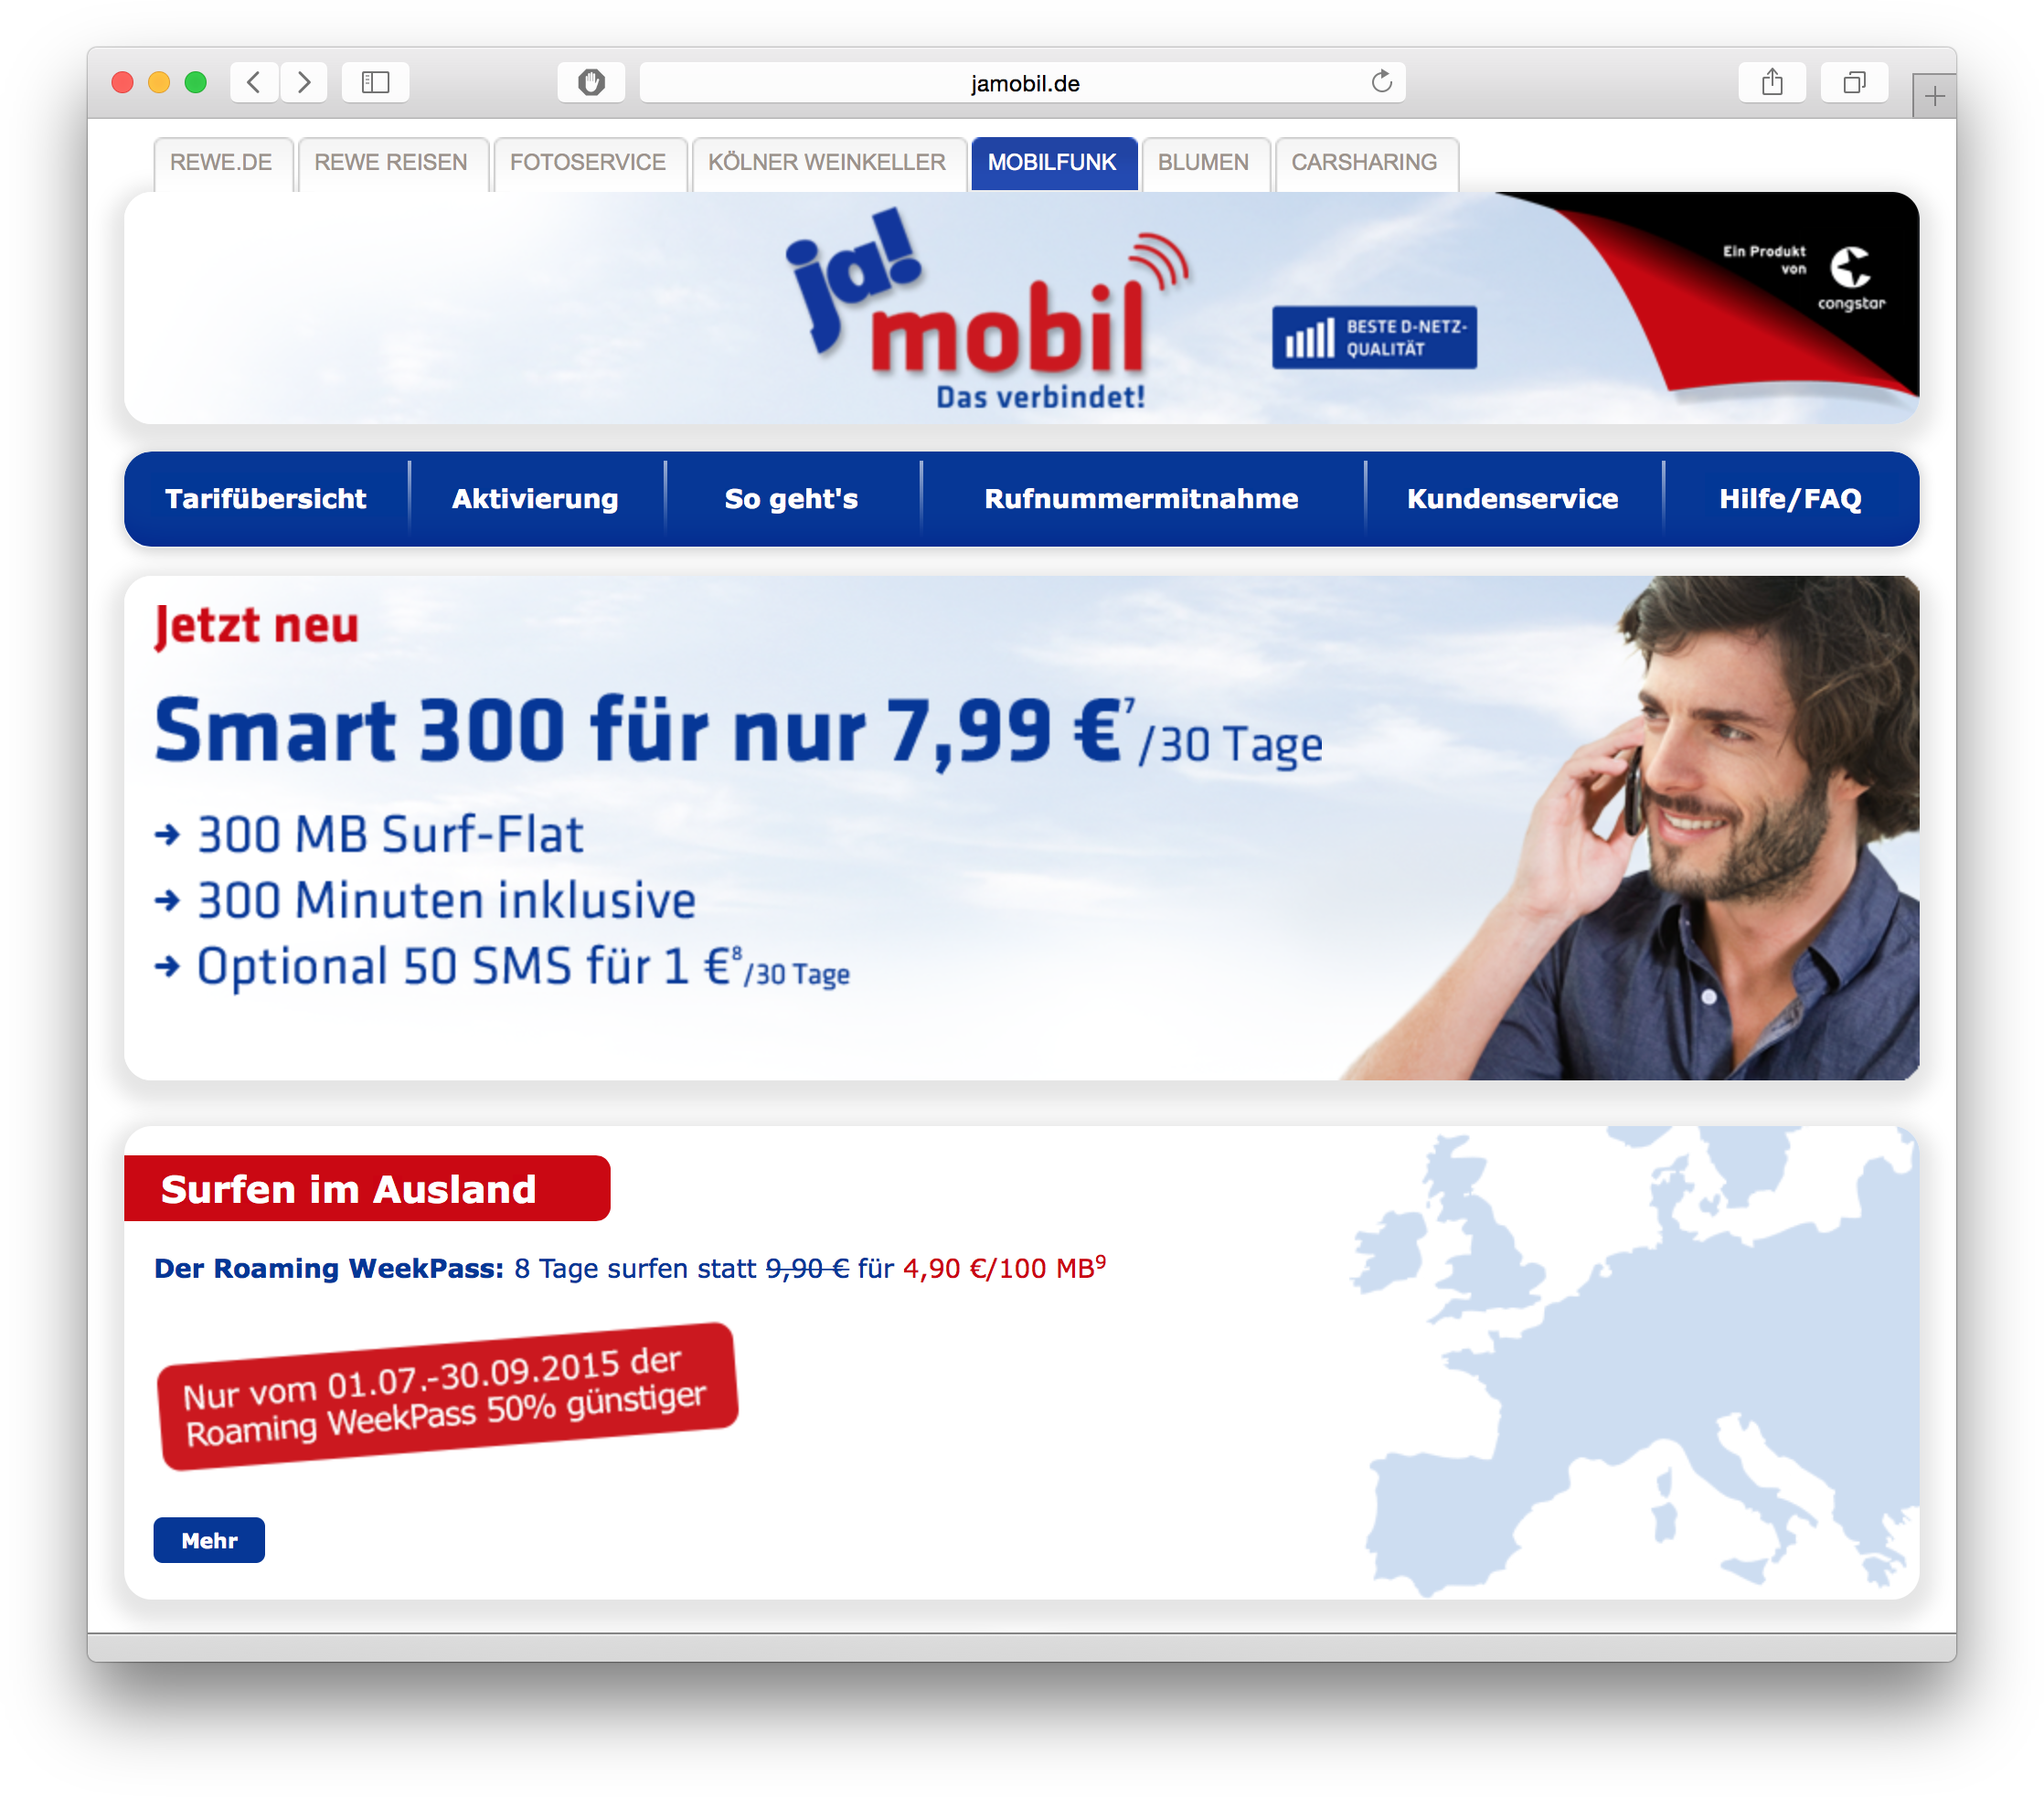 jamobil.de
REWE.DE REWE REISEN FOTOSERVICE KÖLNER WEINKELLER MOBILFUNK BLUMEN CARSHARING
ja!
mobil
Das verbindet!
BESTE D-NETZ-
QUALITÄT
Ein Produkt
von
congstar
Tarifübersicht Aktivierung So geht's Rufnummermitnahme Kundenservice Hilfe/FAQ
Jetzt neu
Smart 300 für nur 7,99 €⁷/30 Tage
➔ 300 MB Surf-Flat
➔ 300 Minuten inklusive
➔ Optional 50 SMS für 1 €⁸/30 Tage
Surfen im Ausland
Der Roaming WeekPass: 8 Tage surfen statt 9,90 € für 4,90 €/100 MB⁹
Nur vom 01.07.-30.09.2015 der
Roaming WeekPass 50% günstiger
Mehr